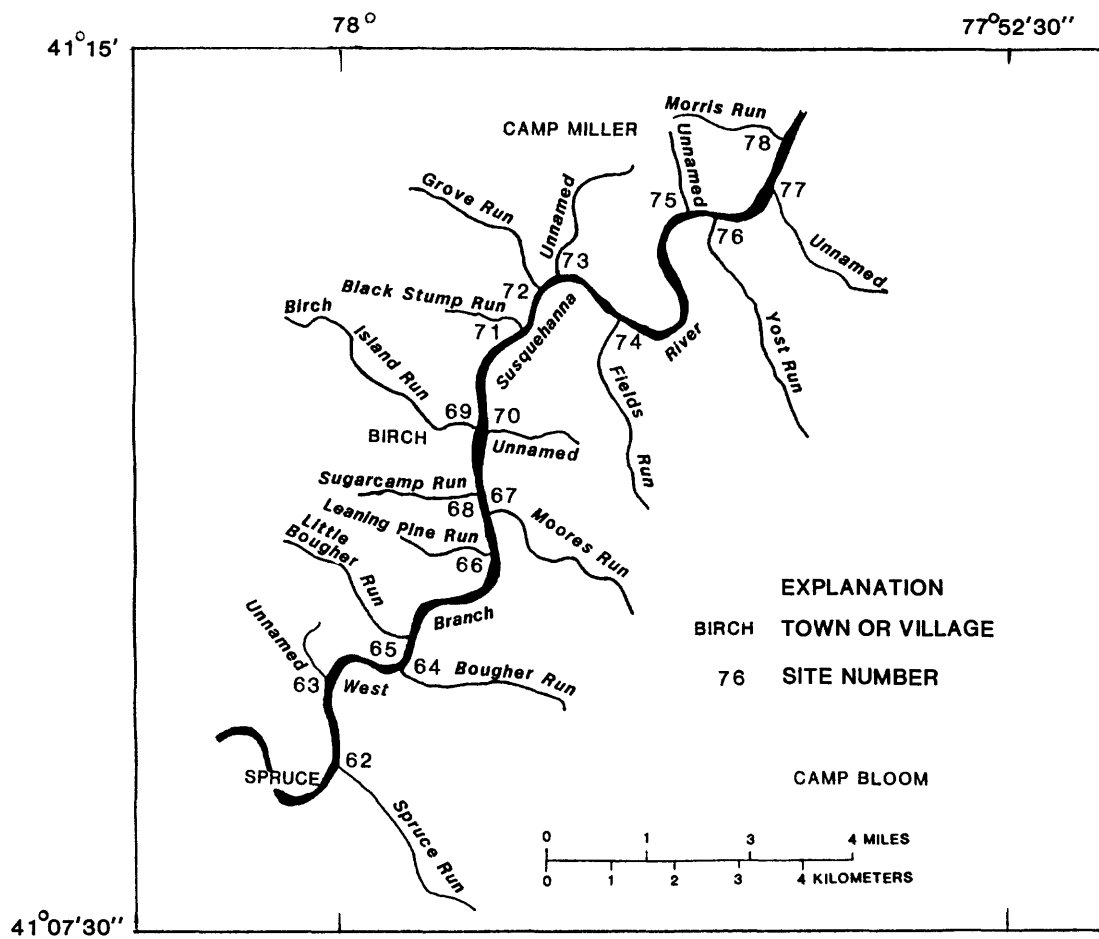 78°
77°52'30''
41°15'
Morris Run
CAMP MILLER
78
Unnamed
Grove Run
Unnamed
75
77
76
Unnamed
73
72
Black Stump Run
Birch
71
Susquehanna
74
River
Yost Run
Island Run
Fields Run
69
70
BIRCH
Unnamed
Sugarcamp Run
67
68
Moores Run
Leaning Pine Run
Little
Bougher Run
66
EXPLANATION
Branch
BIRCH TOWN OR VILLAGE
Unnamed
65
64
Bougher Run
76 SITE NUMBER
63
West
62
SPRUCE
CAMP BLOOM
Spruce Run
0 1 3 4 MILES
0 1 2 3 4 KILOMETERS
41°07'30''